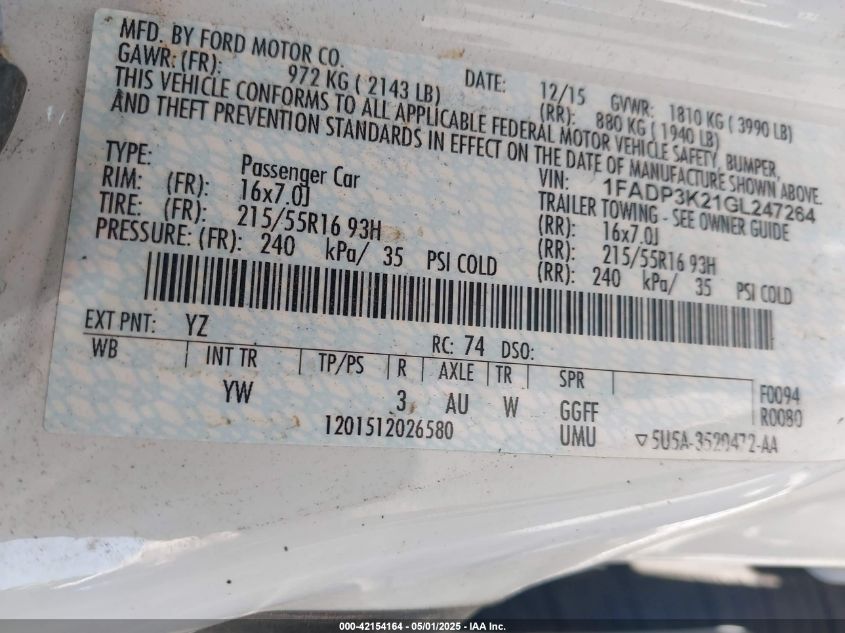 MFD. BY FORD MOTOR CO.
DATE: 12/15 GVWR: 1810 KG ( 3990 LB)
GAWR: (FR): 972 KG ( 2143 LB) (RR): 880 KG ( 1940 LB)
THIS VEHICLE CONFORMS TO ALL APPLICABLE FEDERAL MOTOR VEHICLE SAFETY, BUMPER,
AND THEFT PREVENTION STANDARDS IN EFFECT ON THE DATE OF MANUFACTURE SHOWN ABOVE.
VIN: 1FADP3K21GL247264
TYPE: Passenger Car TRAILER TOWING - SEE OWNER GUIDE
RIM: (FR): 16x7.0J (RR): 16x7.0J
TIRE: (FR): 215/55R16 93H (RR): 215/55R16 93H
PRESSURE: (FR): 240 kPa/ 35 PSI COLD (RR): 240 kPa/ 35 PSI COLD
EXT PNT: YZ RC: 74 DSO:
WB INT TR TP/PS R AXLE TR SPR F0094
YW 3 AU W GGFF R0080
1201512026580 UMU ▽5U5A-3520472-AA
000-42154164 - 05/01/2025 - IAA Inc.